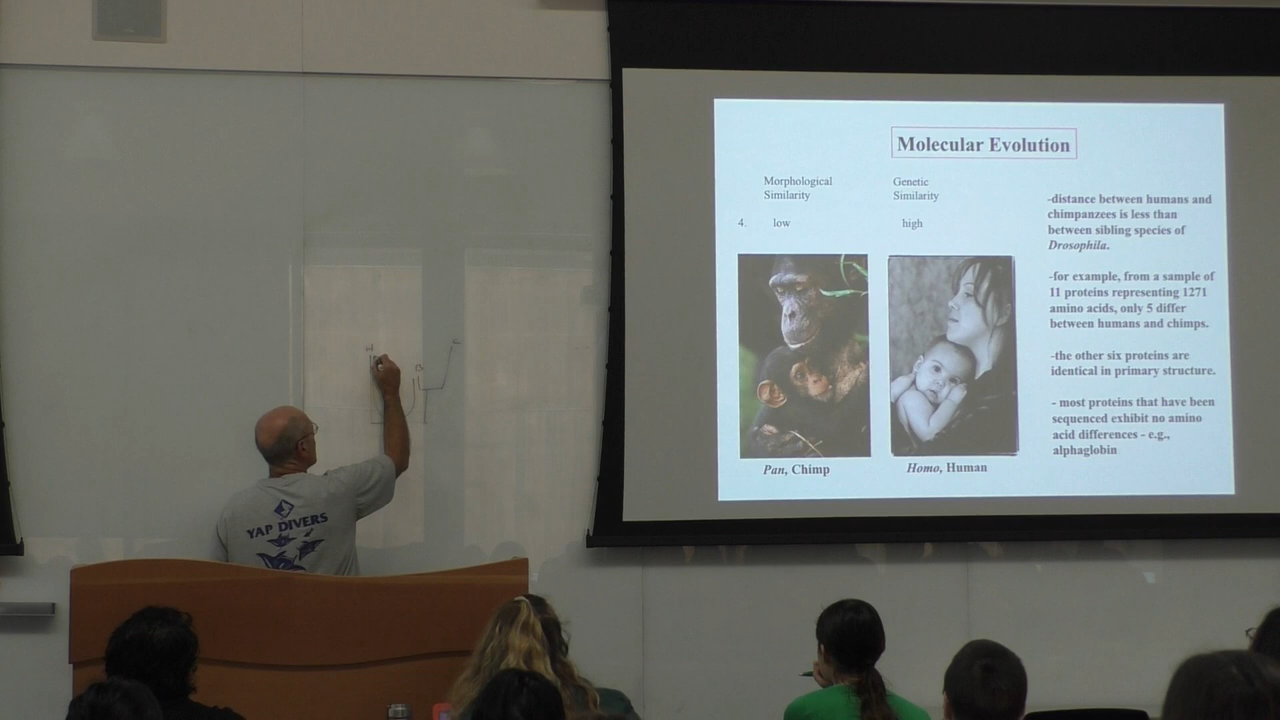 YAP DIVERS
Molecular Evolution
Morphological
Similarity
Genetic
Similarity
4. low high
Pan, Chimp
Homo, Human
-distance between humans and
chimpanzees is less than
between sibling species of
Drosophila.
-for example, from a sample of
11 proteins representing 1271
amino acids, only 5 differ
between humans and chimps.
-the other six proteins are
identical in primary structure.
- most proteins that have been
sequenced exhibit no amino
acid differences - e.g.,
alphaglobin